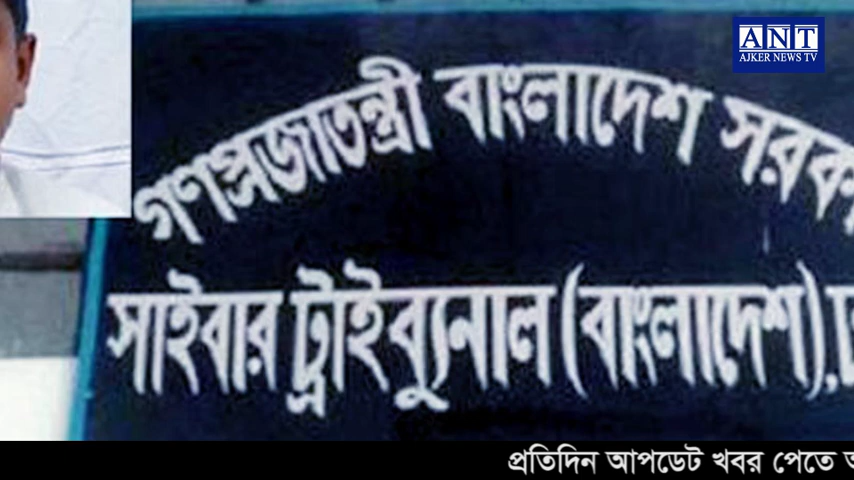 ANT
AJKER NEWS TV
গণপ্রজাতন্ত্রী বাংলাদেশ
সাইবার ট্রাইব্যুনাল (বাংলাদেশ),
প্রতিদিন আপডেট খবর পেতে